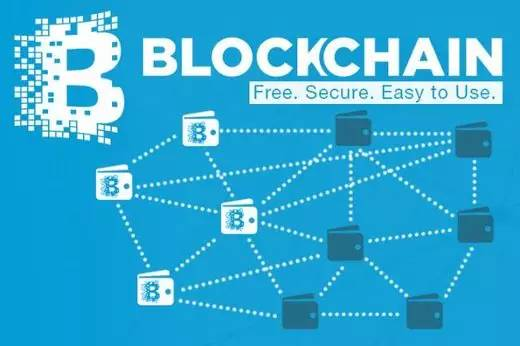 BLOCKCHAIN
Free. Secure. Easy to Use.